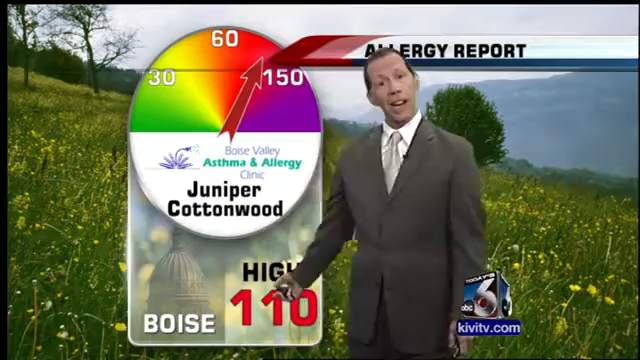 ALLERGY REPORT
60
30
150
Boise Valley
Asthma & Allergy
Clinic
Juniper
Cottonwood
HIGH
110
BOISE
TODAY'S
abc 6
kivitv.com